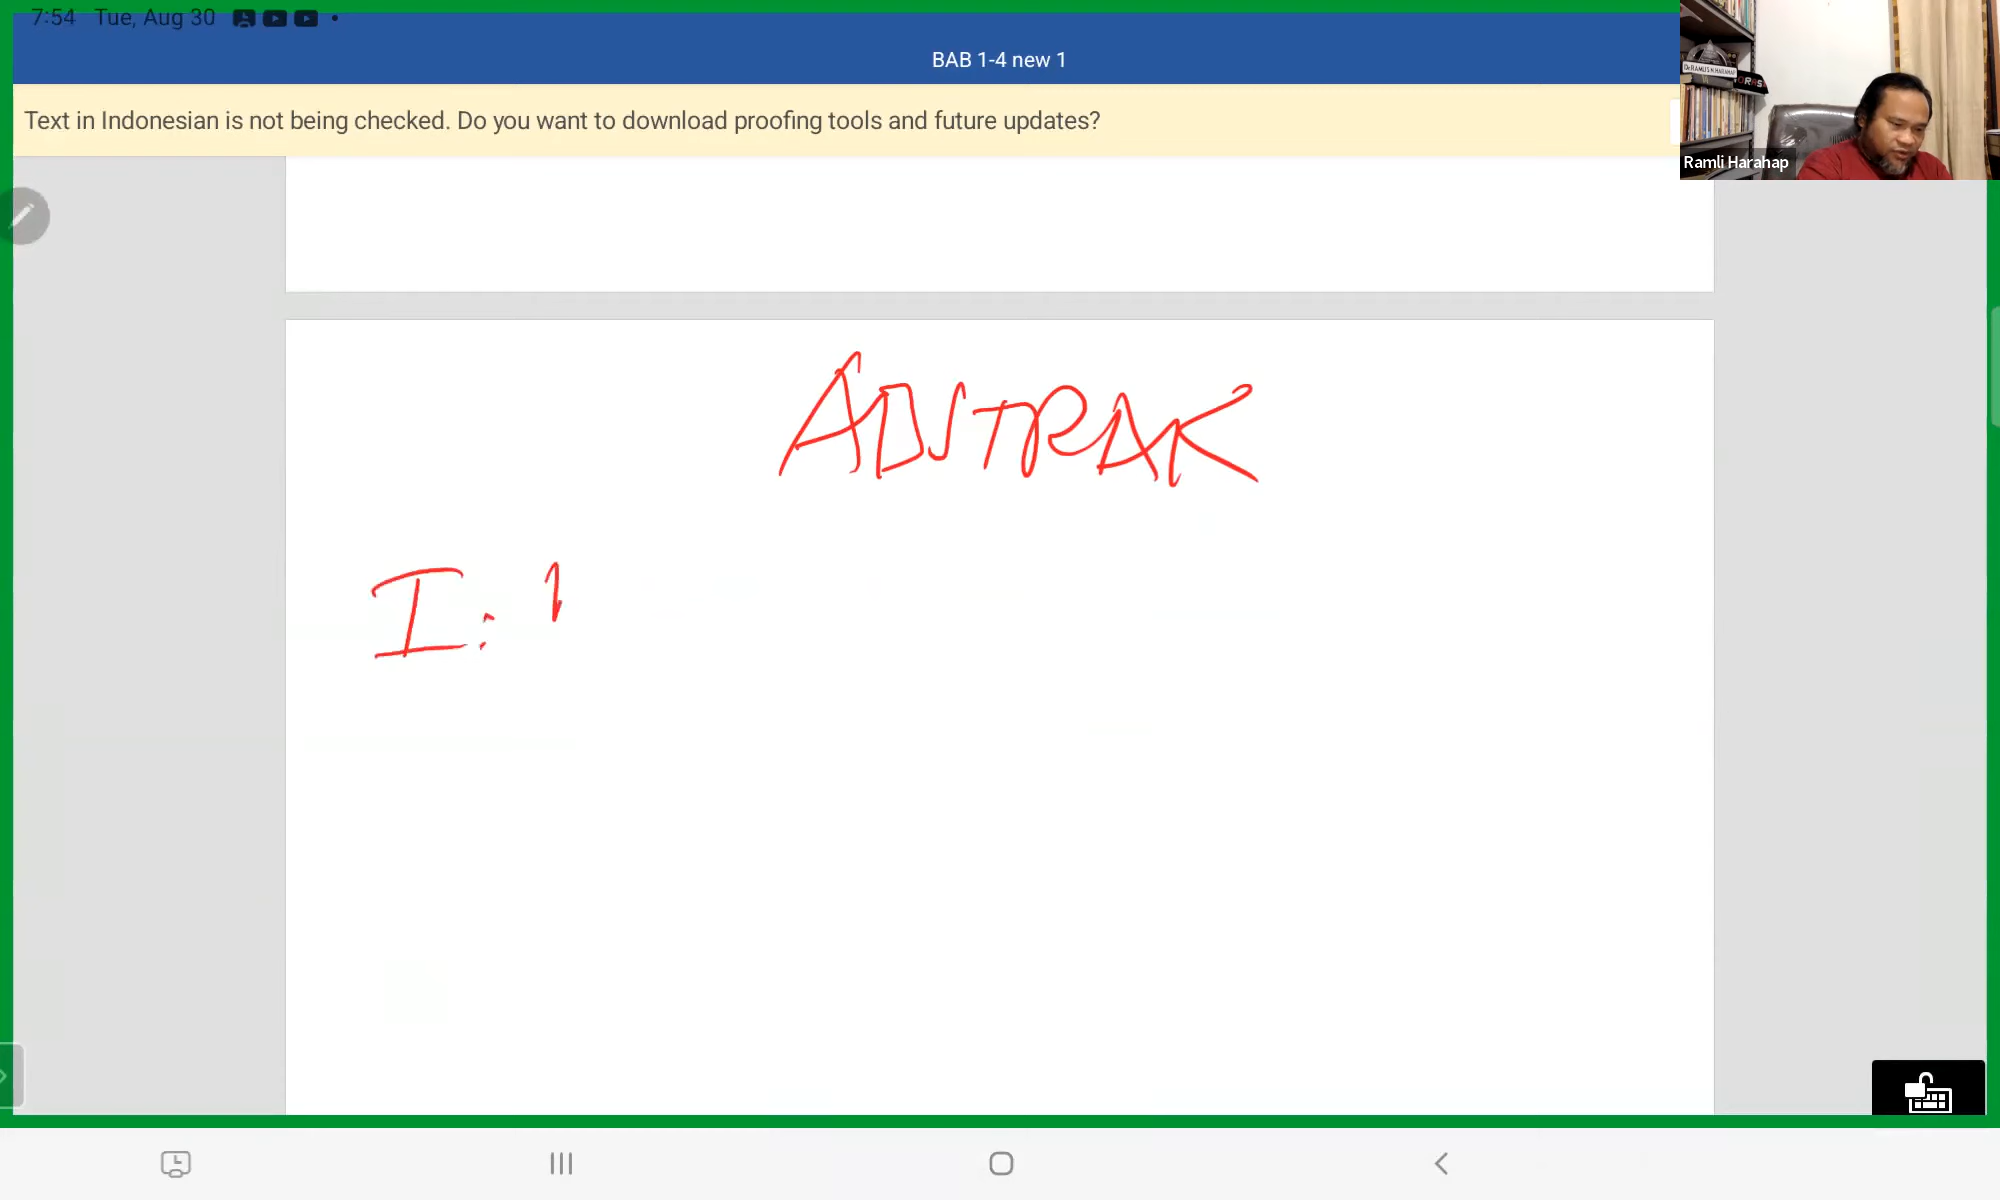 7:54 Tue, Aug 30
BAB 1-4 new 1
Text in Indonesian is not being checked. Do you want to download proofing tools and future updates?
Ramli Harahap
ABSTRAK
I: